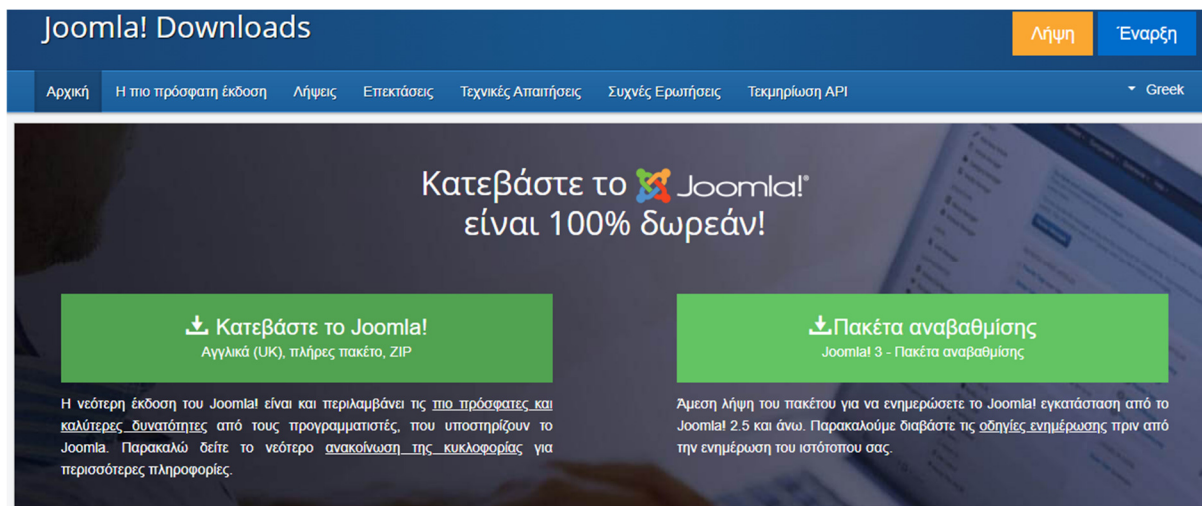 Joomla! Downloads
Λήψη
Έναρξη
Αρχική
Η πιο πρόσφατη έκδοση
Λήψεις
Επεκτάσεις
Τεχνικές Απαιτήσεις
Συχνές Ερωτήσεις
Τεκμηρίωση API
Greek
Κατεβάστε το Joomla!®
είναι 100% δωρεάν!
Κατεβάστε το Joomla!
Αγγλικά (UK), πλήρες πακέτο, ZIP
Η νεότερη έκδοση του Joomla! είναι και περιλαμβάνει τις πιο πρόσφατες και
καλύτερες δυνατότητες από τους προγραμματιστές, που υποστηρίζουν το
Joomla. Παρακαλώ δείτε το νεότερο ανακοίνωση της κυκλοφορίας για
περισσότερες πληροφορίες.
Πακέτα αναβαθμίσης
Joomla! 3 - Πακέτα αναβαθμίσης
Άμεση λήψη του πακέτου για να ενημερώσετε το Joomla! εγκατάσταση από το
Joomla! 2.5 και άνω. Παρακαλούμε διαβάστε τις οδηγίες ενημέρωσης πριν από
την ενημέρωση του ιστότοπου σας.